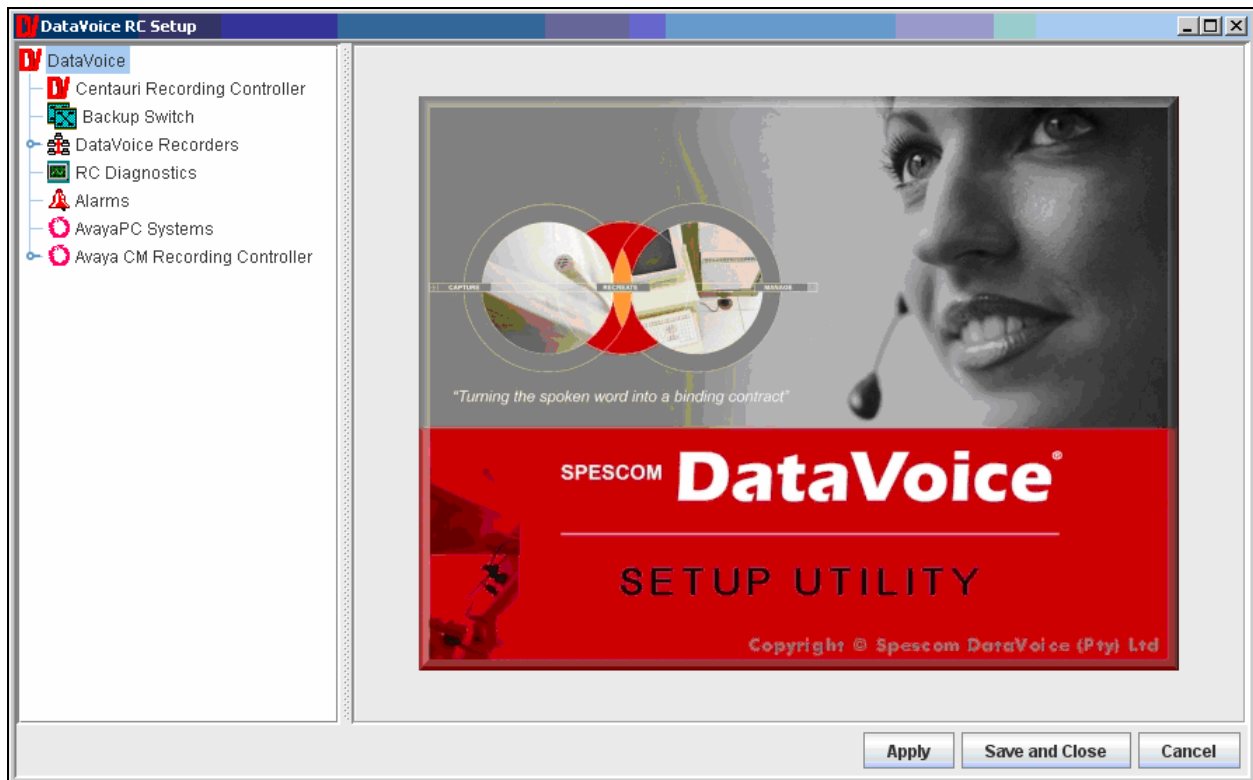 DataVoice RC Setup
DataVoice
Centauri Recording Controller
Backup Switch
DataVoice Recorders
RC Diagnostics
Alarms
AvayaPC Systems
Avaya CM Recording Controller
CAPTURE
RECREATE
MANAGE
"Turning the spoken word into a binding contract"
SPESCOM DataVoice®
SETUP UTILITY
Copyright © Spescom DataVoice (Pty) Ltd
Apply
Save and Close
Cancel